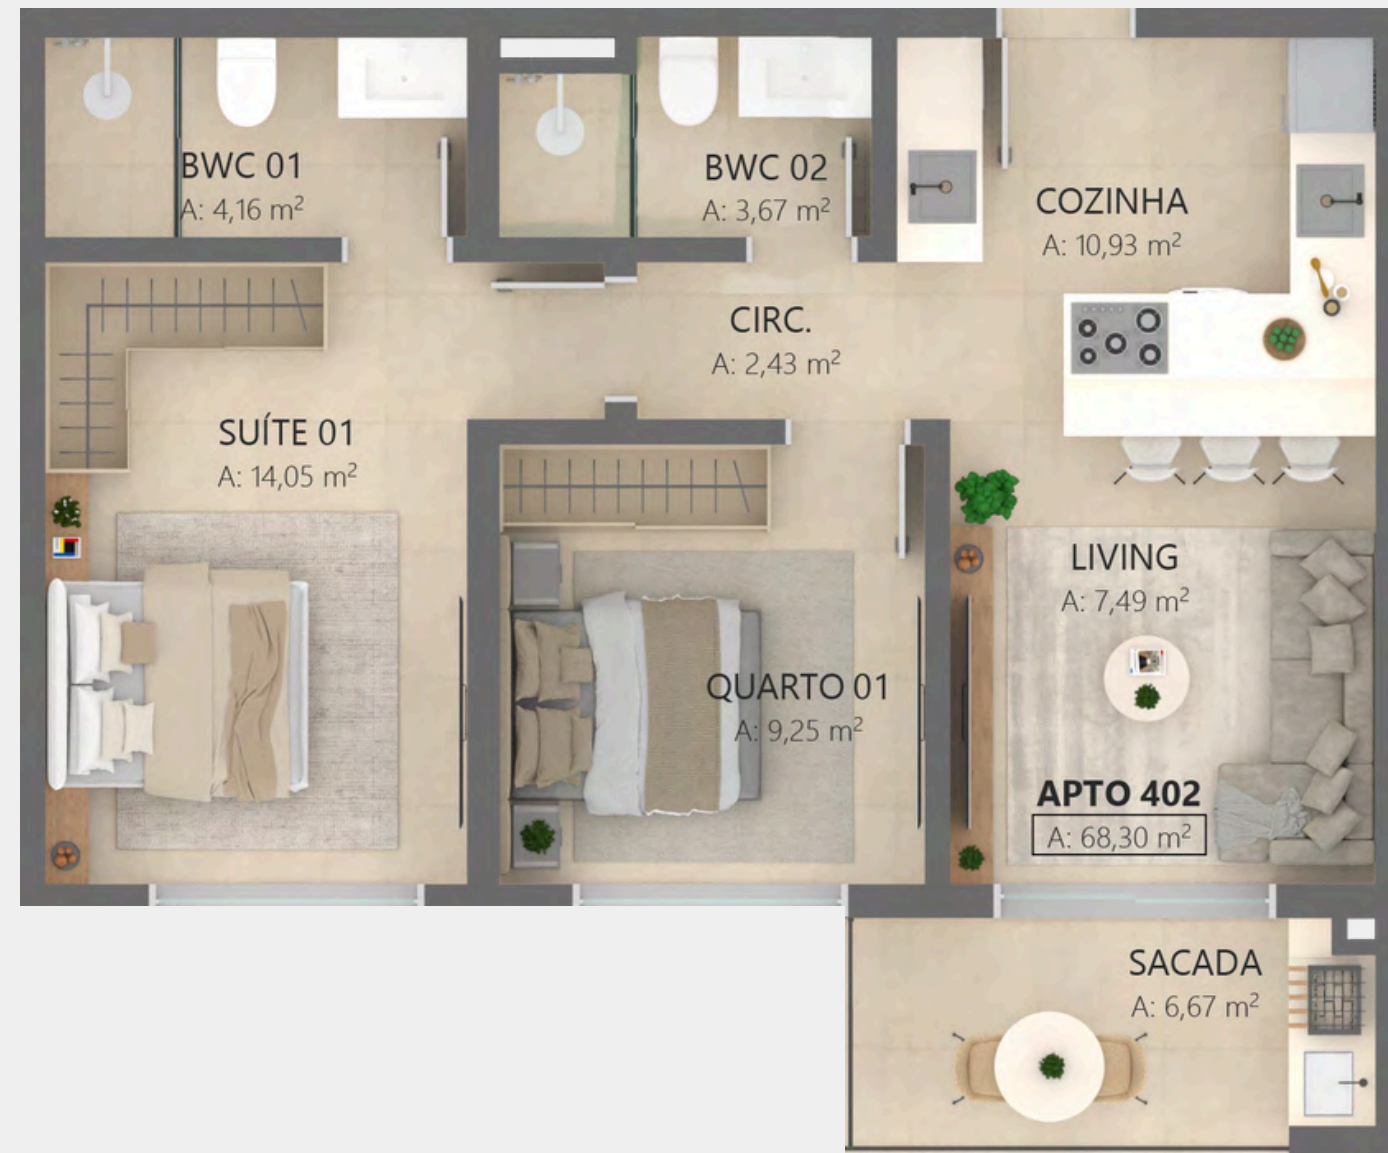 BWC 01
A: 4,16 m²
BWC 02
A: 3,67 m²
COZINHA
A: 10,93 m²
CIRC.
A: 2,43 m²
SUÍTE 01
A: 14,05 m²
LIVING
A: 7,49 m²
QUARTO 01
A: 9,25 m²
APTO 402
A: 68,30 m²
SACADA
A: 6,67 m²